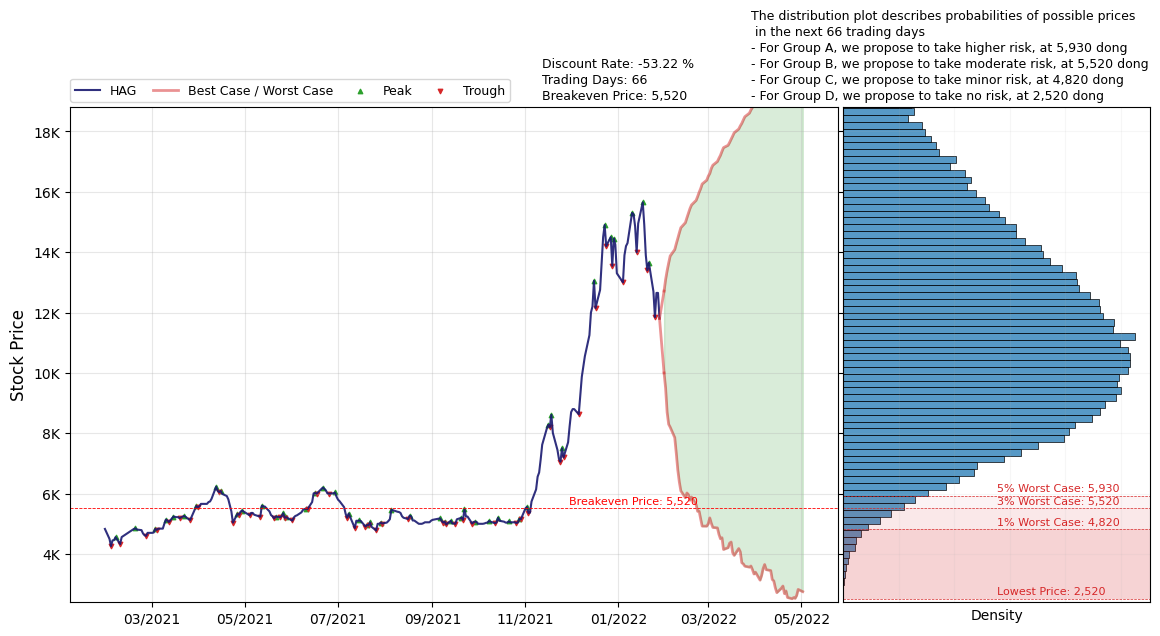 The distribution plot describes probabilities of possible prices
in the next 66 trading days
- For Group A, we propose to take higher risk, at 5,930 dong
- For Group B, we propose to take moderate risk, at 5,520 dong
- For Group C, we propose to take minor risk, at 4,820 dong
- For Group D, we propose to take no risk, at 2,520 dong
Discount Rate: -53.22 %
Trading Days: 66
Breakeven Price: 5,520
HAG
Best Case / Worst Case
Peak
Trough
Stock Price
18K
16K
14K
12K
10K
8K
6K
4K
Breakeven Price: 5,520
5% Worst Case: 5,930
3% Worst Case: 5,520
1% Worst Case: 4,820
Lowest Price: 2,520
03/2021
05/2021
07/2021
09/2021
11/2021
01/2022
03/2022
05/2022
Density